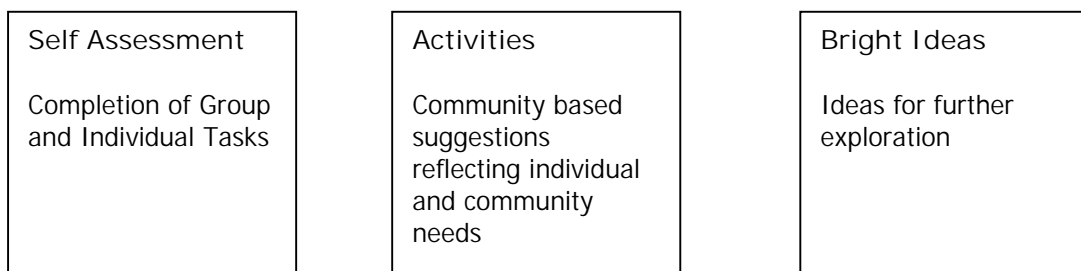 Self Assessment
Completion of Group
and Individual Tasks
Activities
Community based
suggestions
reflecting individual
and community
needs
Bright Ideas
Ideas for further
exploration